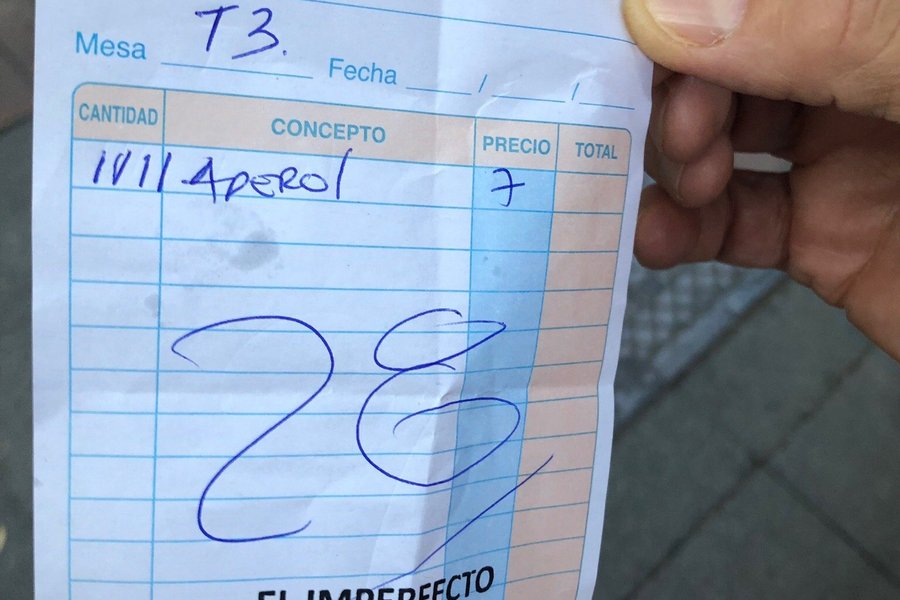 Mesa T3. Fecha / /
CANTIDAD CONCEPTO PRECIO TOTAL
IIII APEROL 7
28
EL IMPERFECTO